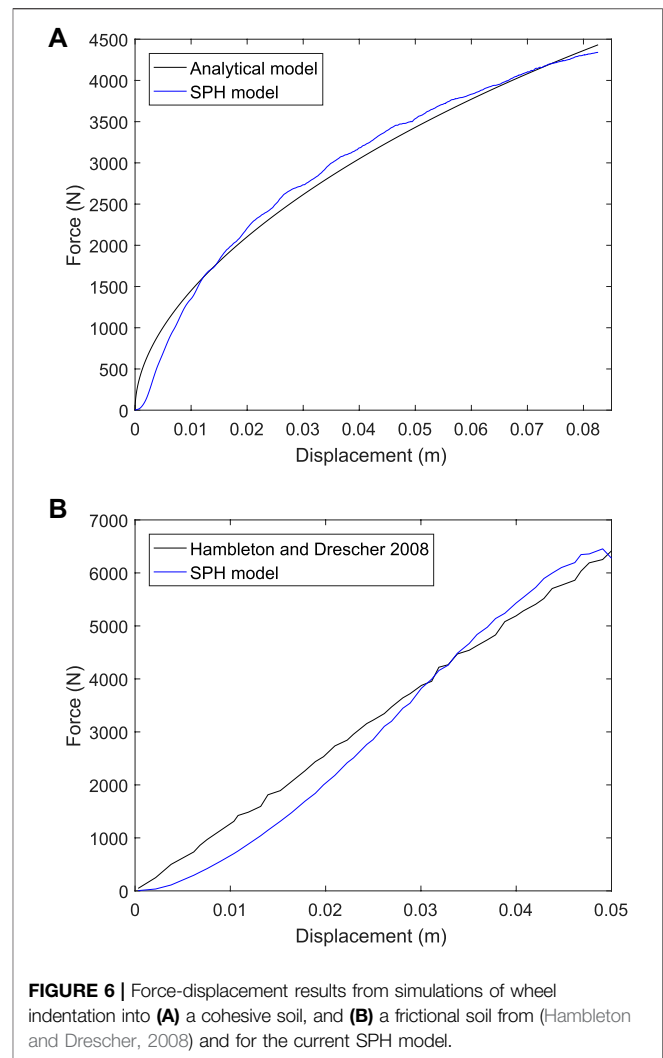 A
4500
4000
3500
3000
2500
2000
1500
1000
500
0
Force (N)
Analytical model
SPH model
0 0.01 0.02 0.03 0.04 0.05 0.06 0.07 0.08
Displacement (m)
B
7000
6000
5000
4000
3000
2000
1000
0
Force (N)
Hambleton and Drescher 2008
SPH model
0 0.01 0.02 0.03 0.04 0.05
Displacement (m)
FIGURE 6 | Force-displacement results from simulations of wheel
indentation into (A) a cohesive soil, and (B) a frictional soil from (Hambleton
and Drescher, 2008) and for the current SPH model.